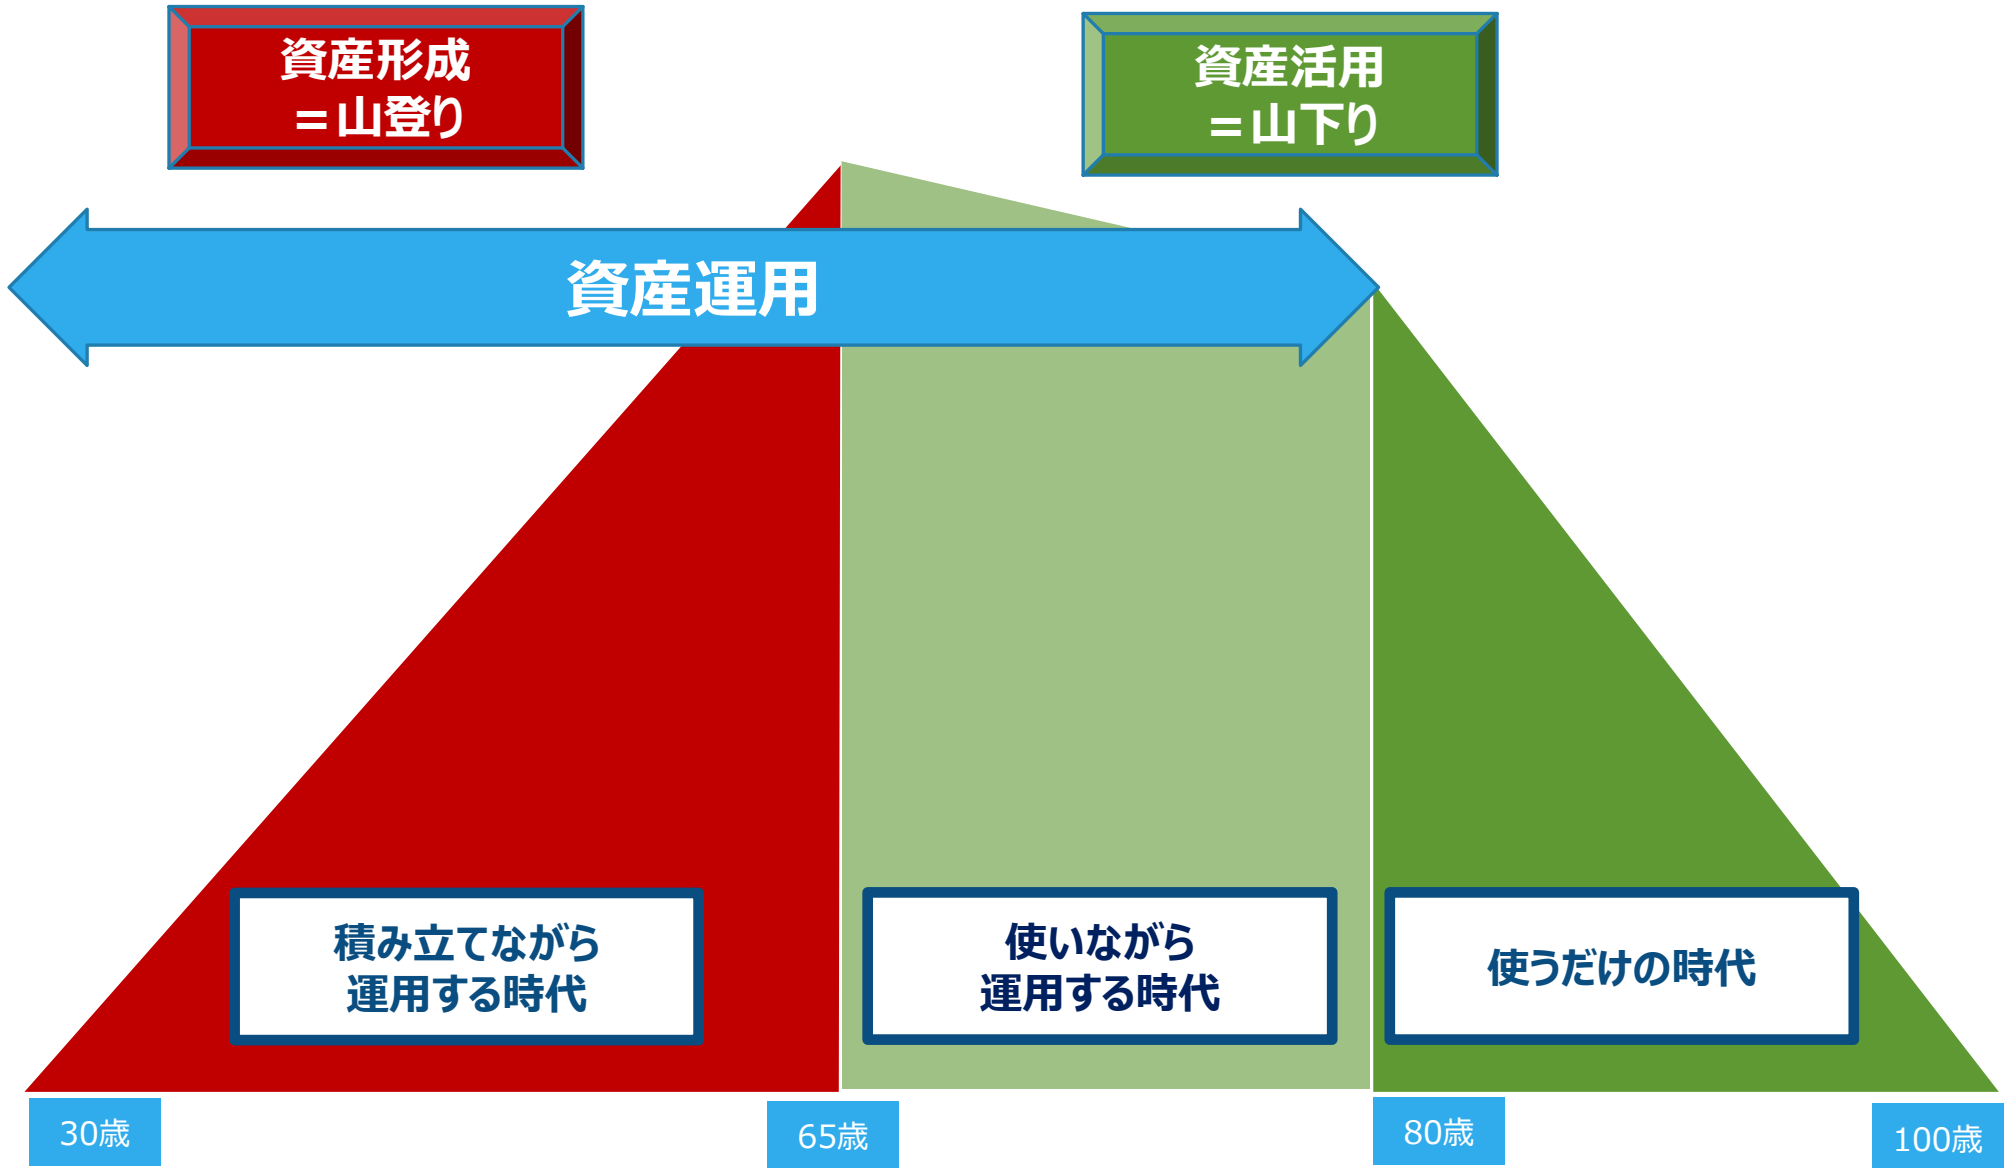 資産形成
＝山登り
資産活用
＝山下り
資産運用
積み立てながら
運用する時代
使いながら
運用する時代
使うだけの時代
30歳
65歳
80歳
100歳